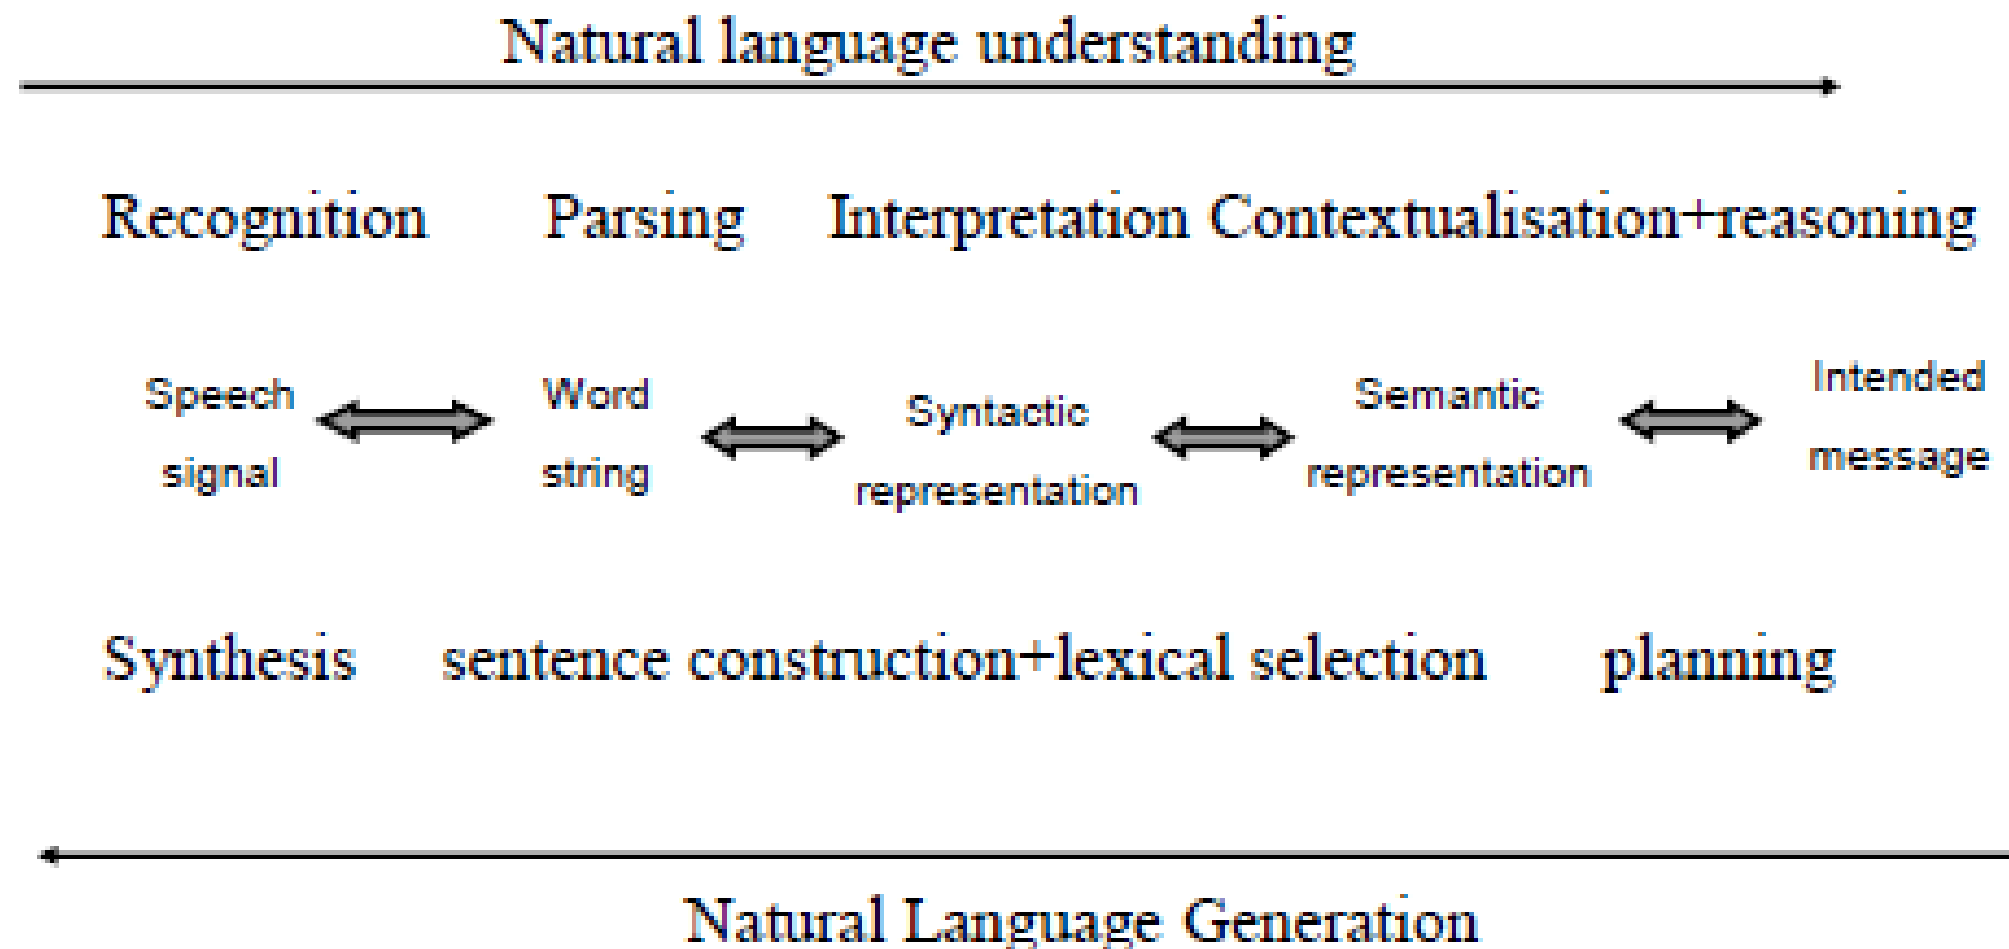 Natural language understanding
Recognition Parsing Interpretation Contextualisation+reasoning
Speech signal
Word string
Syntactic representation
Semantic representation
Intended message
Synthesis sentence construction+lexical selection planning
Natural Language Generation